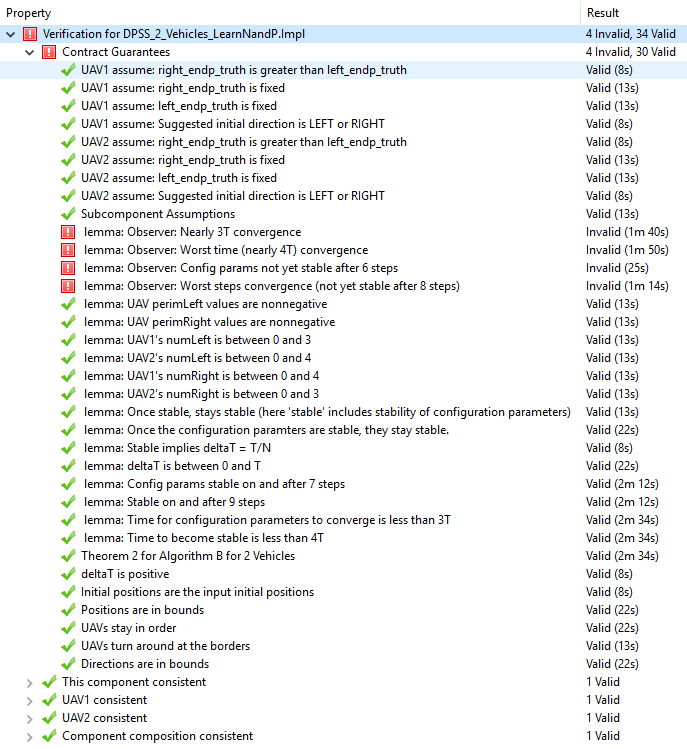 Property Result
Verification for DPSS_2_Vehicles_LearnNandP.Impl 4 Invalid, 34 Valid
Contract Guarantees 4 Invalid, 30 Valid
UAV1 assume: right_endp_truth is greater than left_endp_truth Valid (8s)
UAV1 assume: right_endp_truth is fixed Valid (13s)
UAV1 assume: left_endp_truth is fixed Valid (13s)
UAV1 assume: Suggested initial direction is LEFT or RIGHT Valid (8s)
UAV2 assume: right_endp_truth is greater than left_endp_truth Valid (8s)
UAV2 assume: right_endp_truth is fixed Valid (13s)
UAV2 assume: left_endp_truth is fixed Valid (13s)
UAV2 assume: Suggested initial direction is LEFT or RIGHT Valid (8s)
Subcomponent Assumptions Valid (13s)
lemma: Observer: Nearly 3T convergence Invalid (1m 40s)
lemma: Observer: Worst time (nearly 4T) convergence Invalid (1m 50s)
lemma: Observer: Config params not yet stable after 6 steps Invalid (25s)
lemma: Observer: Worst steps convergence (not yet stable after 8 steps) Invalid (1m 14s)
lemma: UAV perimLeft values are nonnegative Valid (13s)
lemma: UAV perimRight values are nonnegative Valid (13s)
lemma: UAV1's numLeft is between 0 and 3 Valid (13s)
lemma: UAV2's numLeft is between 0 and 4 Valid (13s)
lemma: UAV1's numRight is between 0 and 4 Valid (13s)
lemma: UAV2's numRight is between 0 and 3 Valid (13s)
lemma: Once stable, stays stable (here 'stable' includes stability of configuration parameters) Valid (13s)
lemma: Once the configuration paramters are stable, they stay stable. Valid (22s)
lemma: Stable implies deltaT = T/N Valid (8s)
lemma: deltaT is between 0 and T Valid (22s)
lemma: Config params stable on and after 7 steps Valid (2m 12s)
lemma: Stable on and after 9 steps Valid (2m 12s)
lemma: Time for configuration parameters to converge is less than 3T Valid (2m 34s)
lemma: Time to become stable is less than 4T Valid (2m 34s)
Theorem 2 for Algorithm B for 2 Vehicles Valid (2m 34s)
deltaT is positive Valid (8s)
Initial positions are the input initial positions Valid (8s)
Positions are in bounds Valid (22s)
UAVs stay in order Valid (22s)
UAVs turn around at the borders Valid (13s)
Directions are in bounds Valid (22s)
This component consistent 1 Valid
UAV1 consistent 1 Valid
UAV2 consistent 1 Valid
Component composition consistent 1 Valid